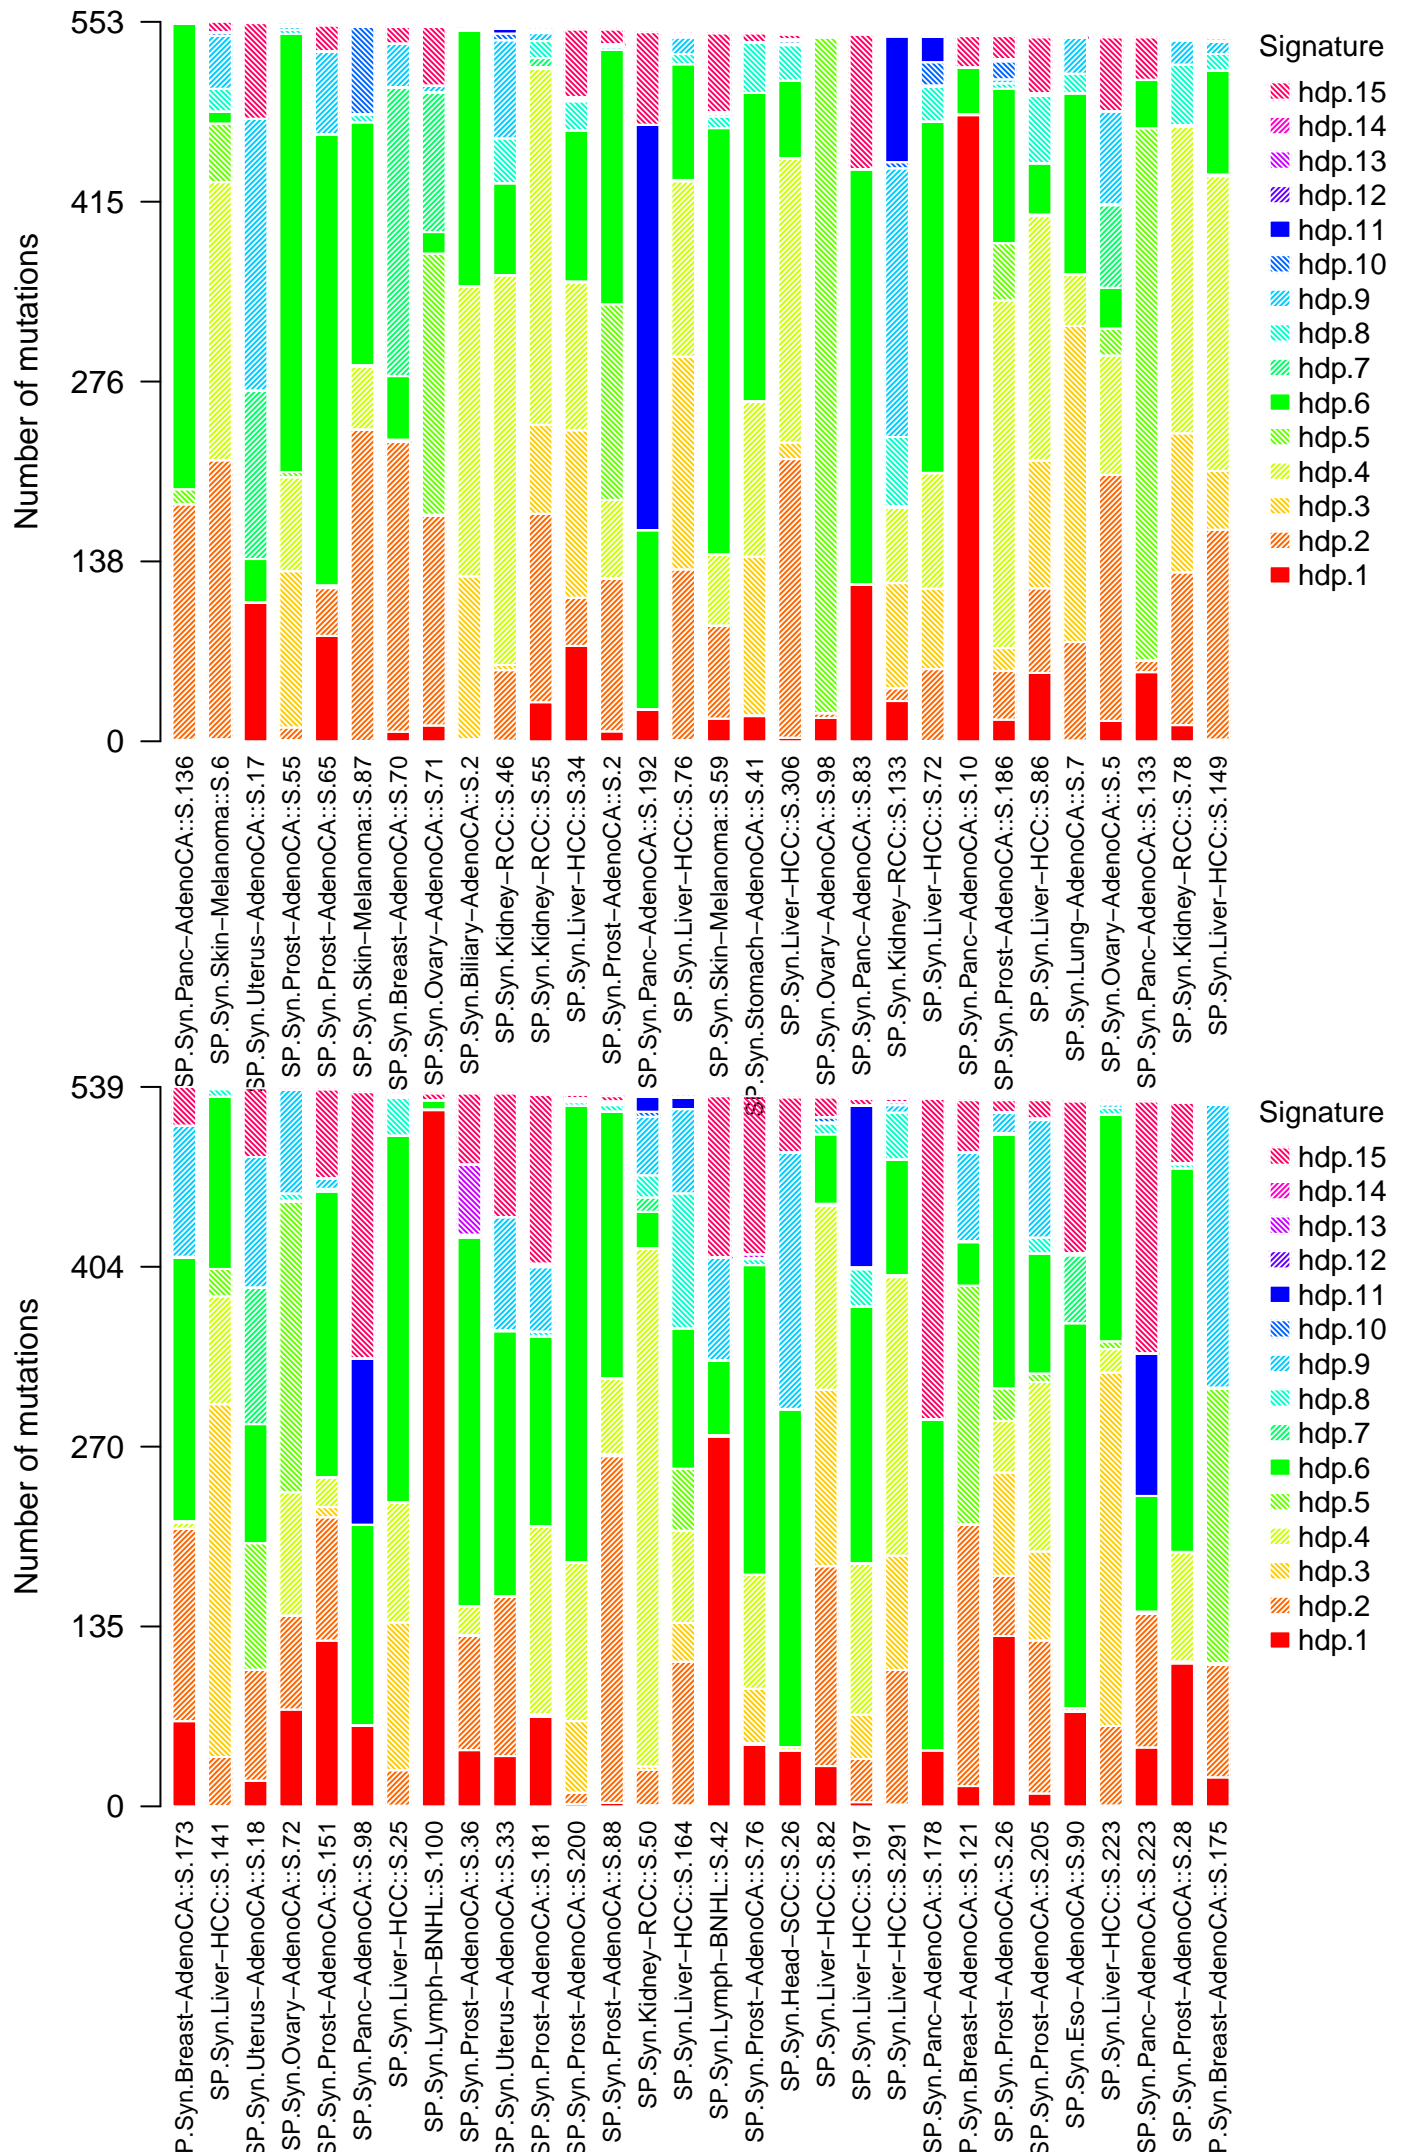 Number of mutations
553
415
276
138
0
Signature
hdp.15
hdp.14
hdp.13
hdp.12
hdp.11
hdp.10
hdp.9
hdp.8
hdp.7
hdp.6
hdp.5
hdp.4
hdp.3
hdp.2
hdp.1
SP.Syn.Panc−AdenoCA::S.136
SP.Syn.Skin−Melanoma::S.6
SP.Syn.Uterus−AdenoCA::S.17
SP.Syn.Prost−AdenoCA::S.55
SP.Syn.Prost−AdenoCA::S.65
SP.Syn.Skin−Melanoma::S.87
SP.Syn.Breast−AdenoCA::S.70
SP.Syn.Ovary−AdenoCA::S.71
SP.Syn.Biliary−AdenoCA::S.2
SP.Syn.Kidney−RCC::S.46
SP.Syn.Kidney−RCC::S.55
SP.Syn.Liver−HCC::S.34
SP.Syn.Prost−AdenoCA::S.2
SP.Syn.Panc−AdenoCA::S.192
SP.Syn.Liver−HCC::S.76
SP.Syn.Skin−Melanoma::S.59
SP.Syn.Stomach−AdenoCA::S.41
SP.Syn.Liver−HCC::S.306
SP.Syn.Ovary−AdenoCA::S.98
SP.Syn.Panc−AdenoCA::S.83
SP.Syn.Kidney−RCC::S.133
SP.Syn.Liver−HCC::S.72
SP.Syn.Panc−AdenoCA::S.10
SP.Syn.Prost−AdenoCA::S.186
SP.Syn.Liver−HCC::S.86
SP.Syn.Lung−AdenoCA::S.7
SP.Syn.Ovary−AdenoCA::S.5
SP.Syn.Panc−AdenoCA::S.133
SP.Syn.Kidney−RCC::S.78
SP.Syn.Liver−HCC::S.149
Number of mutations
539
404
270
135
0
Signature
hdp.15
hdp.14
hdp.13
hdp.12
hdp.11
hdp.10
hdp.9
hdp.8
hdp.7
hdp.6
hdp.5
hdp.4
hdp.3
hdp.2
hdp.1
P.Syn.Breast−AdenoCA::S.173
SP.Syn.Liver−HCC::S.141
SP.Syn.Uterus−AdenoCA::S.18
SP.Syn.Ovary−AdenoCA::S.72
SP.Syn.Prost−AdenoCA::S.151
SP.Syn.Panc−AdenoCA::S.98
SP.Syn.Liver−HCC::S.25
SP.Syn.Lymph−BNHL::S.100
SP.Syn.Prost−AdenoCA::S.36
SP.Syn.Uterus−AdenoCA::S.33
SP.Syn.Prost−AdenoCA::S.181
SP.Syn.Prost−AdenoCA::S.200
SP.Syn.Prost−AdenoCA::S.88
SP.Syn.Kidney−RCC::S.50
SP.Syn.Liver−HCC::S.164
SP.Syn.Lymph−BNHL::S.42
SP.Syn.Prost−AdenoCA::S.76
SP.Syn.Head−SCC::S.26
SP.Syn.Liver−HCC::S.82
SP.Syn.Liver−HCC::S.197
SP.Syn.Liver−HCC::S.291
SP.Syn.Panc−AdenoCA::S.178
P.Syn.Breast−AdenoCA::S.121
SP.Syn.Prost−AdenoCA::S.26
SP.Syn.Prost−AdenoCA::S.205
SP.Syn.Eso−AdenoCA::S.90
SP.Syn.Liver−HCC::S.223
SP.Syn.Panc−AdenoCA::S.223
SP.Syn.Prost−AdenoCA::S.28
P.Syn.Breast−AdenoCA::S.175